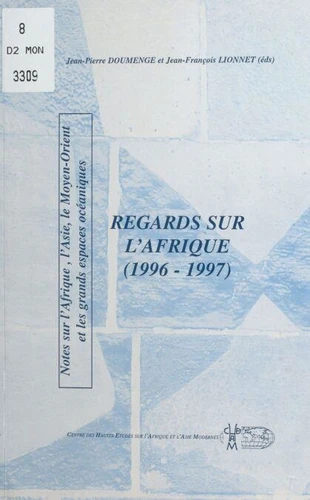 8
D2 MON
3309
Jean-Pierre DOUMENGE et Jean-François LIONNET (éds)
Notes sur l'Afrique , l'Asie, le Moyen-Orient
et les grands espaces océaniques
REGARDS SUR
L'AFRIQUE
(1996 - 1997)
CENTRE DES HAUTES ETUDES SUR L'AFRIQUE ET L'ASIE MODERNES